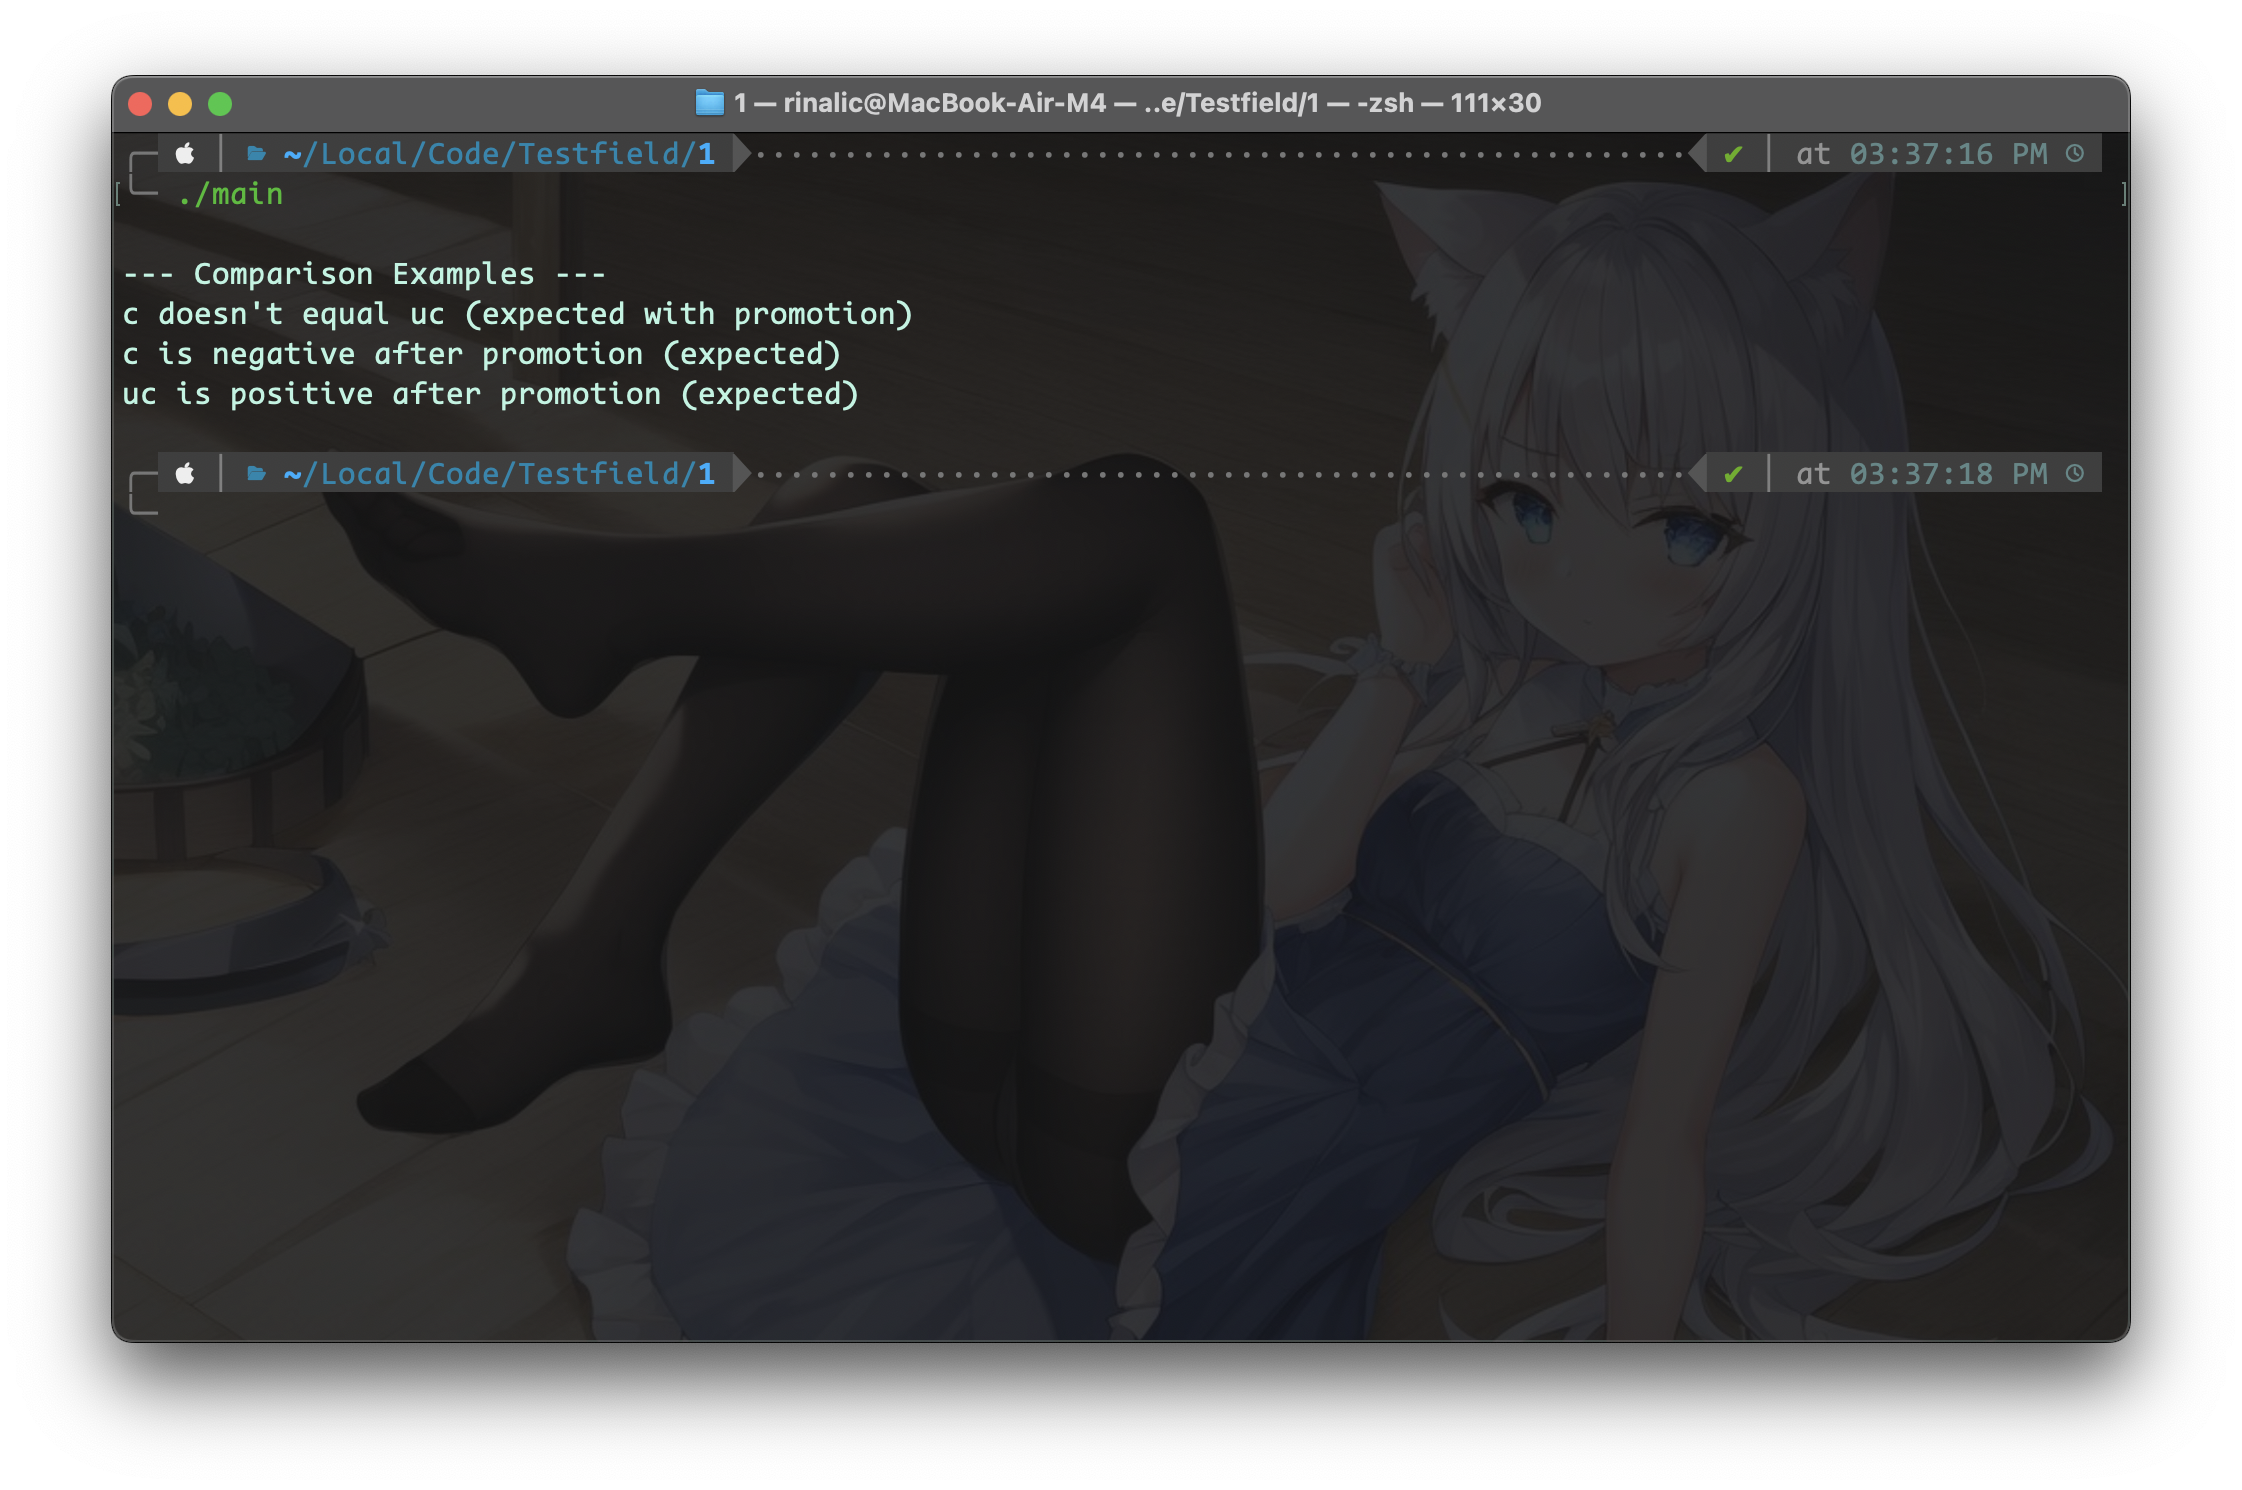 1 — rinalic@MacBook-Air-M4 — ..e/Testfield/1 — -zsh — 111×30
~/Local/Code/Testfield/1 ✔ at 03:37:16 PM
[ ./main ]
--- Comparison Examples ---
c doesn't equal uc (expected with promotion)
c is negative after promotion (expected)
uc is positive after promotion (expected)
~/Local/Code/Testfield/1 ✔ at 03:37:18 PM